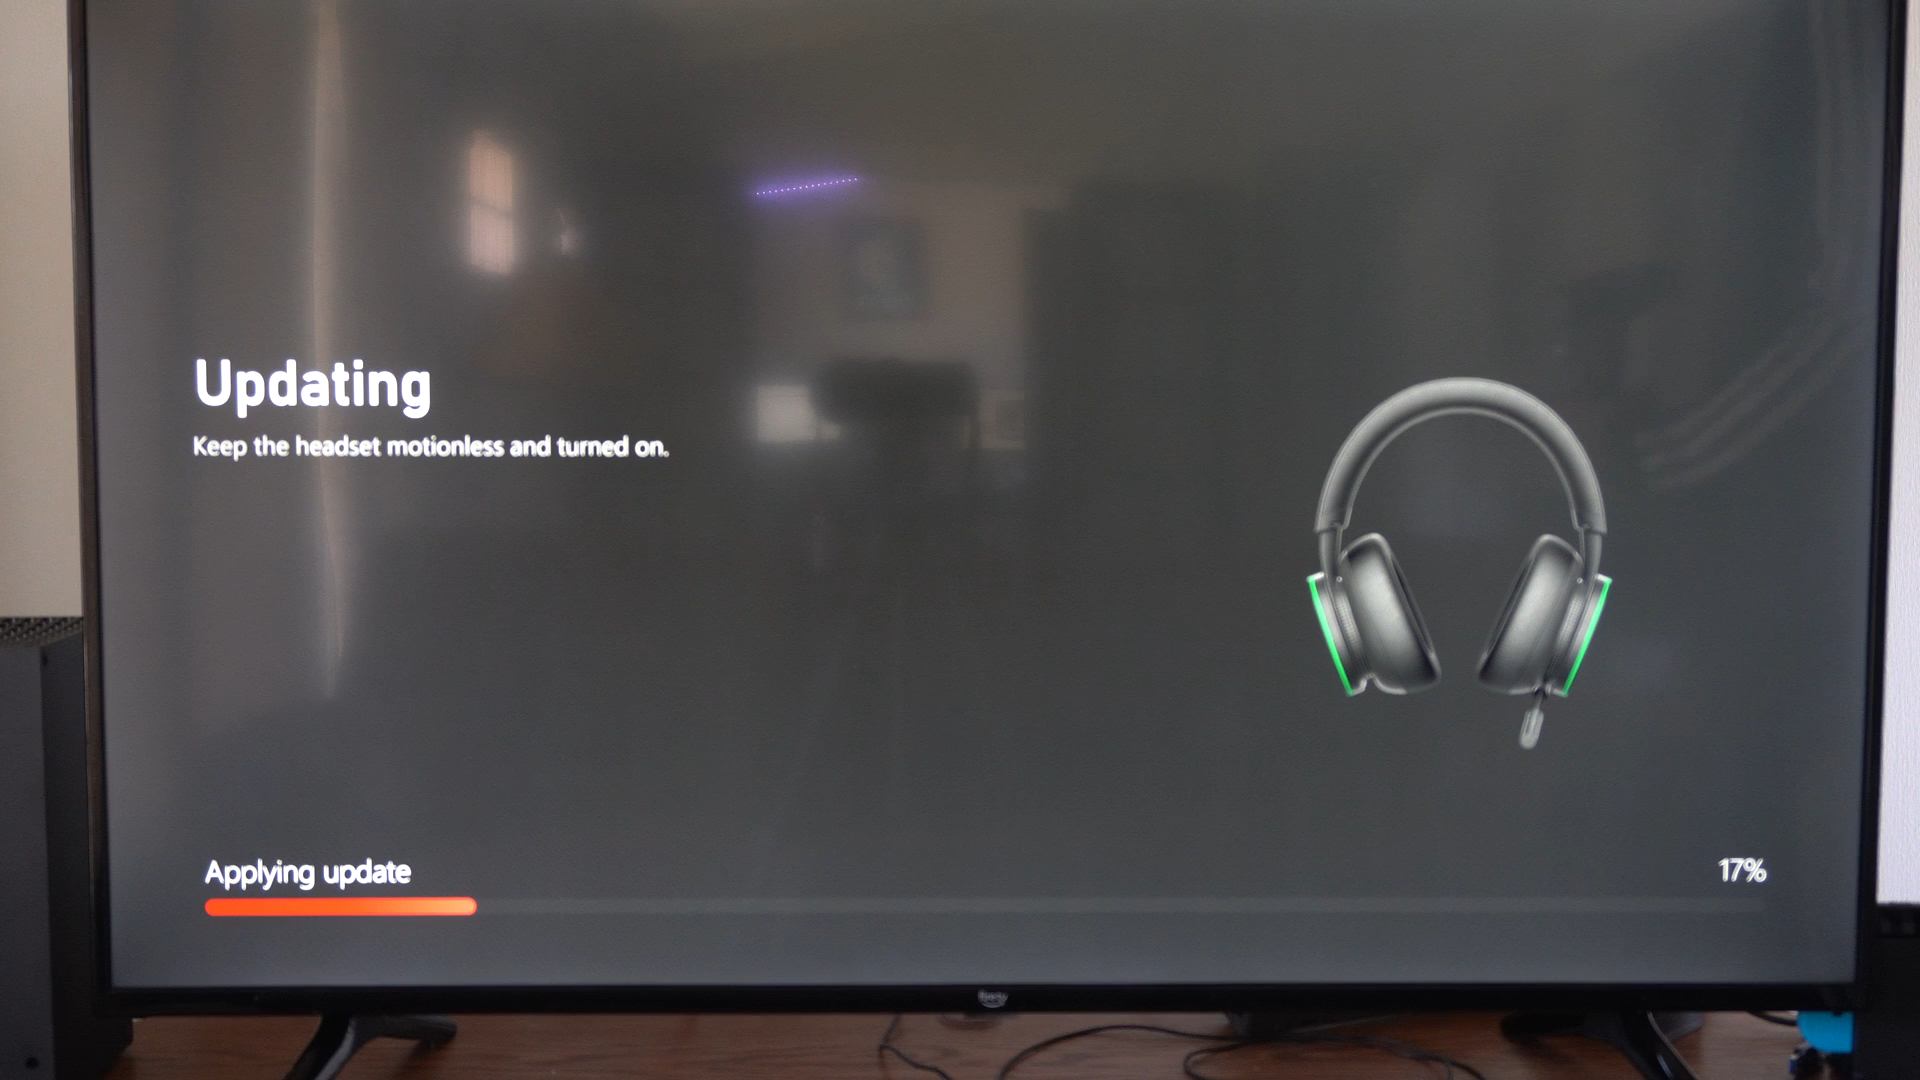 Updating
Keep the headset motionless and turned on.
Applying update
17%